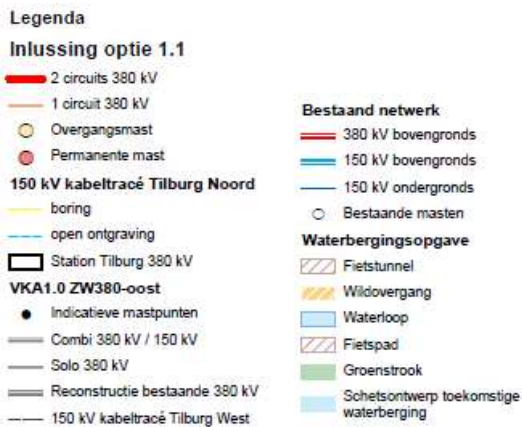 Legenda
Inlussing optie 1.1
2 circuits 380 kV
1 circuit 380 kV
Overgangsmast
Permanente mast
150 kV kabeltracé Tilburg Noord
boring
open ontgraving
Station Tilburg 380 kV
VKA1.0 ZW380-oost
Indicatieve mastpunten
Combi 380 kV / 150 kV
Solo 380 kV
Reconstructie bestaande 380 kV
150 kV kabeltracé Tilburg West
Bestaand netwerk
380 kV bovengronds
150 kV bovengronds
150 kV ondergronds
Bestaande masten
Waterbergingsopgave
Fietstunnel
Wildovergang
Waterloop
Fietspad
Groenstrook
Schetsontwerp toekomstige
waterberging